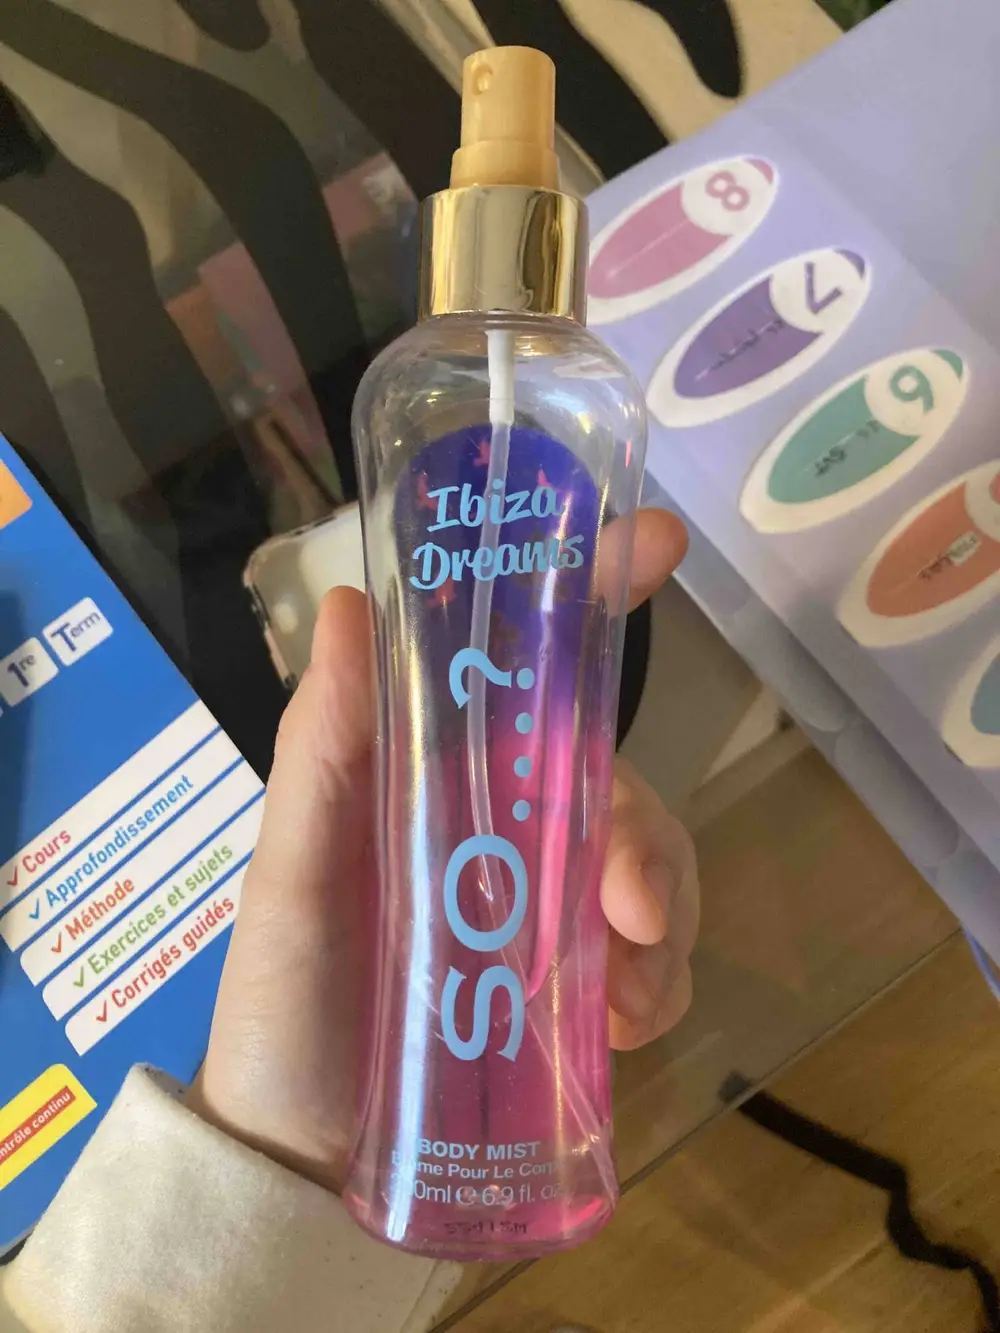 Ibiza
Dreams
SO....?
BODY MIST
Pour Le Corps
6.9 fl. oz
1re
Term
✓ Cours
✓ Approfondissement
✓ Méthode
✓ Exercices et sujets
✓ Corrigés guidés
continu
8
7
6